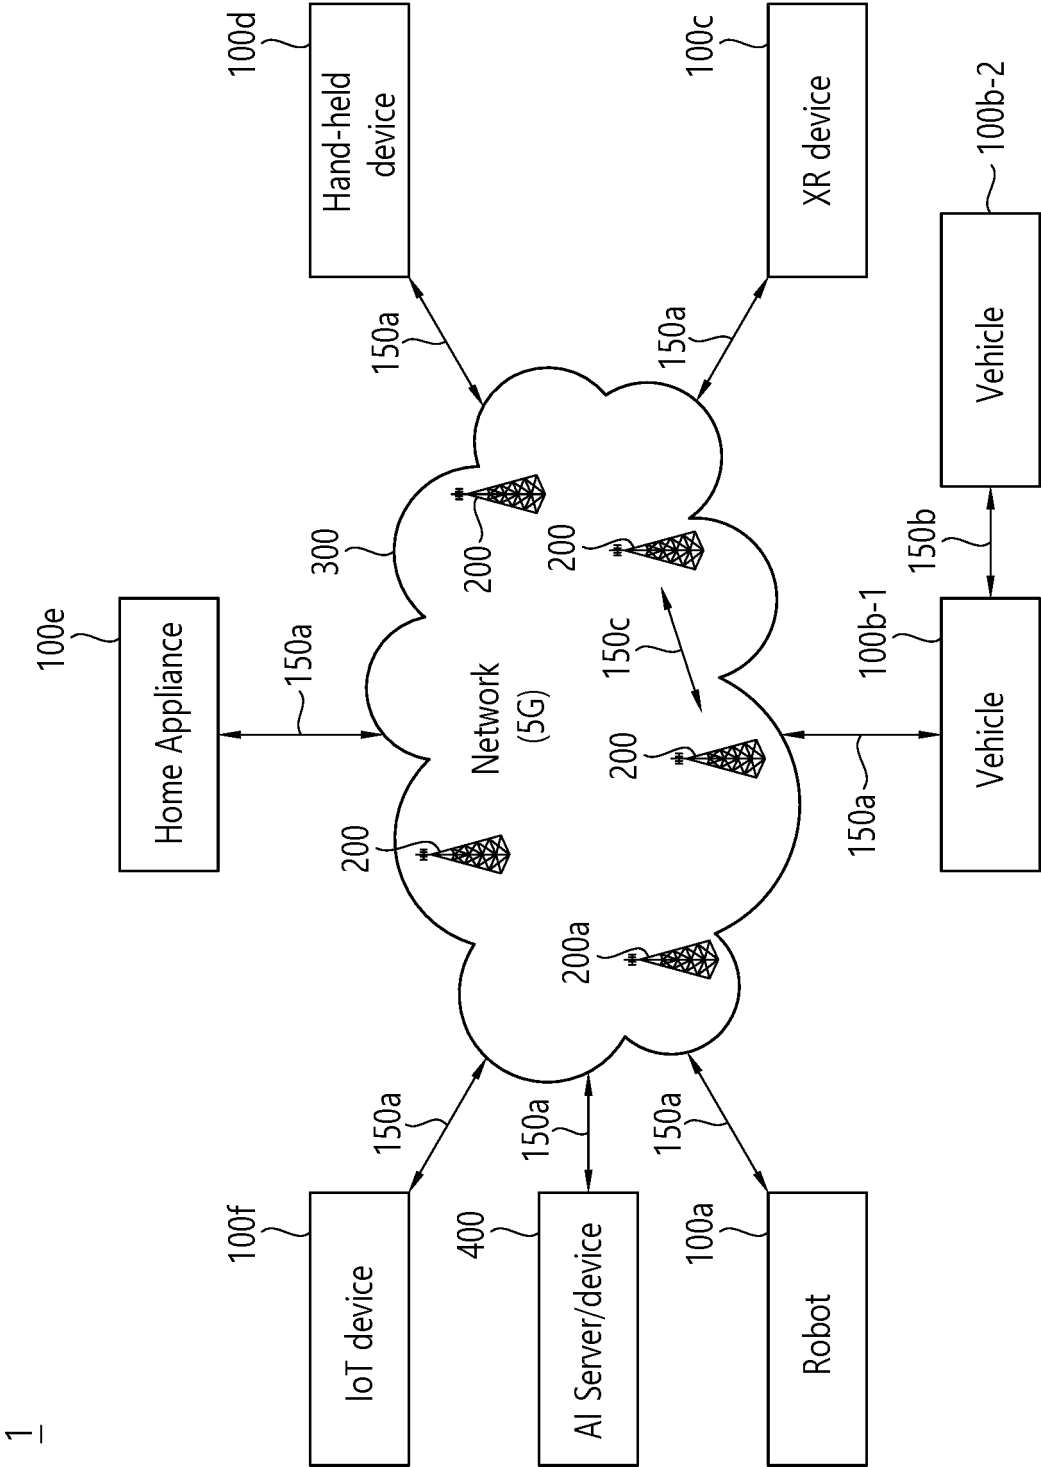 1
Home Appliance
100e
150a
IoT device
100f
150a
Hand-held
device
100d
150a
300
Network
(5G)
200
200
200
200
200a
150c
AI Server/device
400
150a
Robot
100a
150a
XR device
100c
150a
Vehicle
100b-1
150a
150b
Vehicle
100b-2